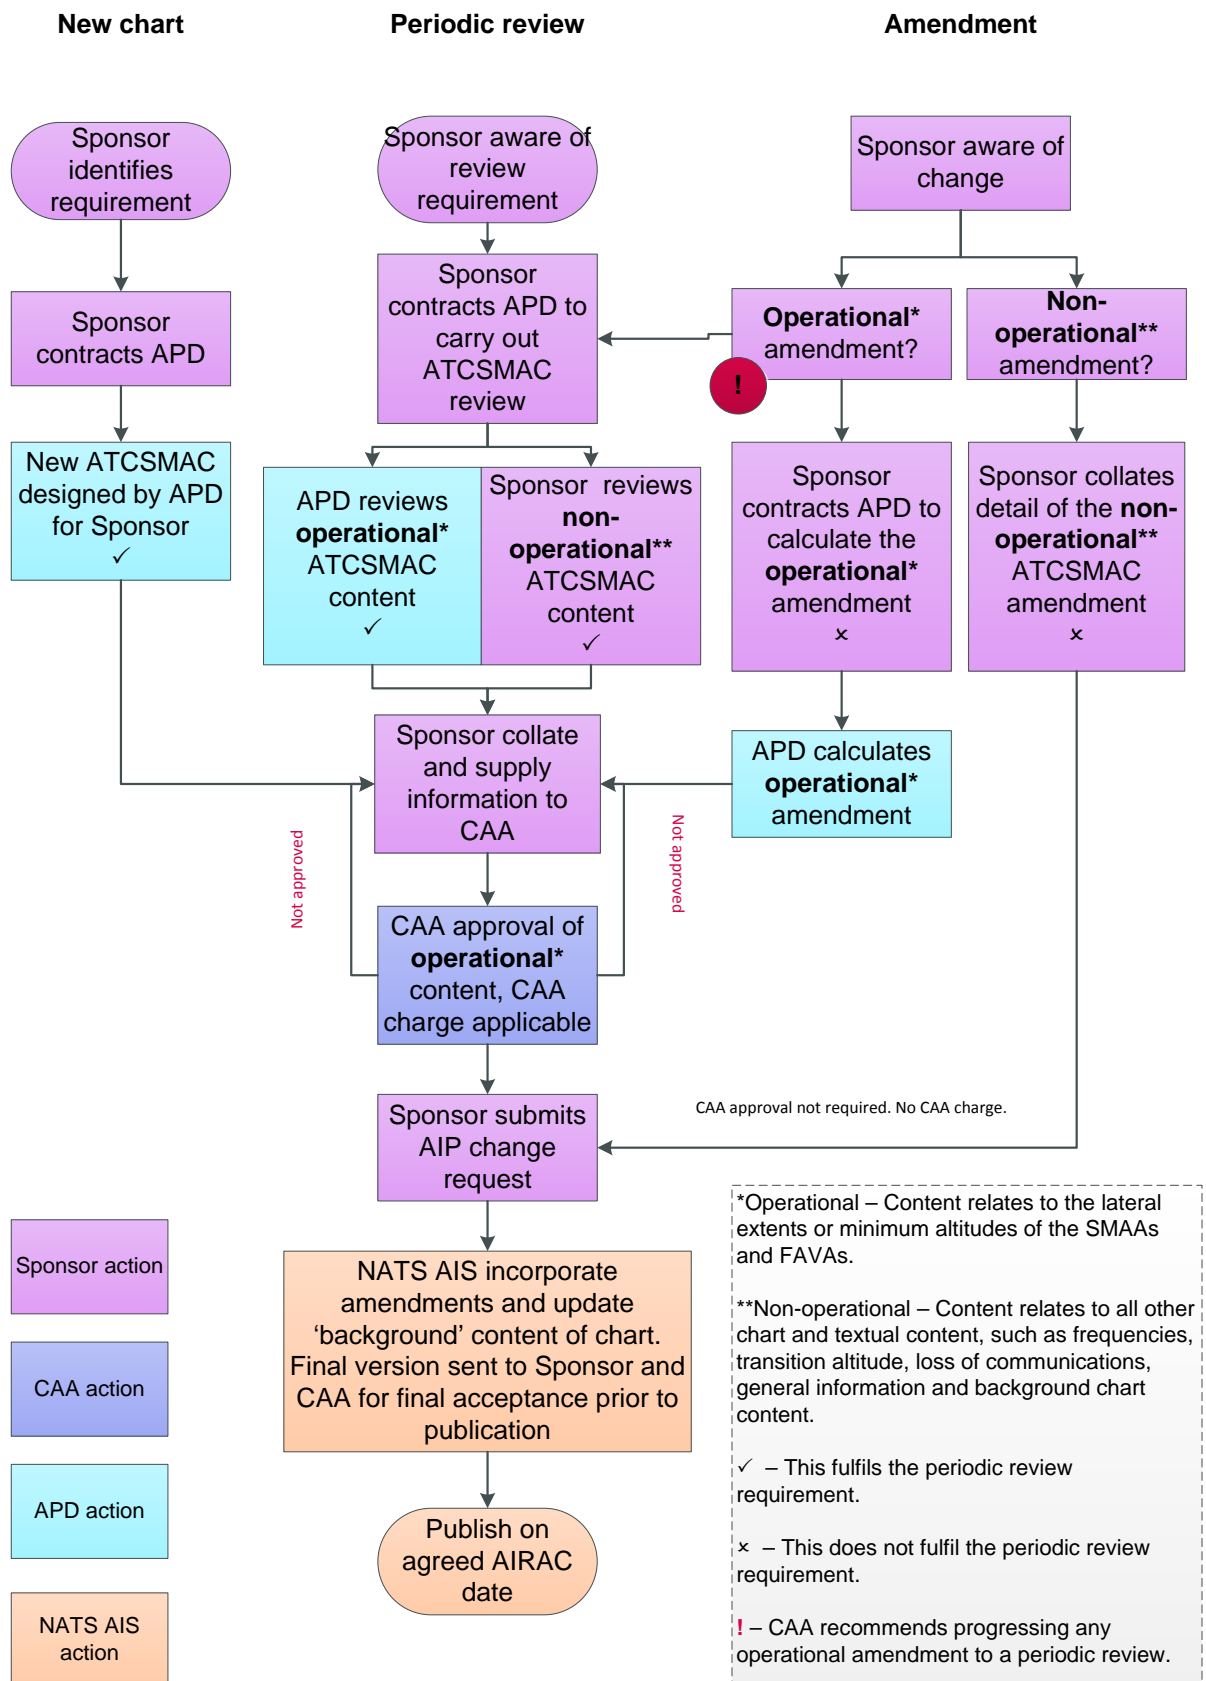 New chart
Periodic review
Amendment
Sponsor
identifies
requirement
Sponsor aware of
review
requirement
Sponsor aware of
change
Sponsor
contracts APD
Sponsor
contracts APD to
carry out
ATCSMAC
review
Operational*
amendment?
!
Non-
operational**
amendment?
New ATCSMAC
designed by APD
for Sponsor
✓
APD reviews
operational*
ATCSMAC
content
✓
Sponsor reviews
non-
operational**
ATCSMAC
content
✓
Sponsor
contracts APD to
calculate the
operational*
amendment
×
Sponsor collates
detail of the non-
operational**
ATCSMAC
amendment
×
Sponsor collate
and supply
information to
CAA
APD calculates
operational*
amendment
Not approved
Not approved
CAA approval of
operational*
content, CAA
charge applicable
Sponsor submits
AIP change
request
CAA approval not required. No CAA charge.
NATS AIS incorporate
amendments and update
‘background’ content of chart.
Final version sent to Sponsor and
CAA for final acceptance prior to
publication
Publish on
agreed AIRAC
date
Sponsor action
CAA action
APD action
NATS AIS
action
*Operational – Content relates to the lateral
extents or minimum altitudes of the SMAAs
and FAVAs.
**Non-operational – Content relates to all other
chart and textual content, such as frequencies,
transition altitude, loss of communications,
general information and background chart
content.
✓ – This fulfils the periodic review
requirement.
× – This does not fulfil the periodic review
requirement.
! – CAA recommends progressing any
operational amendment to a periodic review.